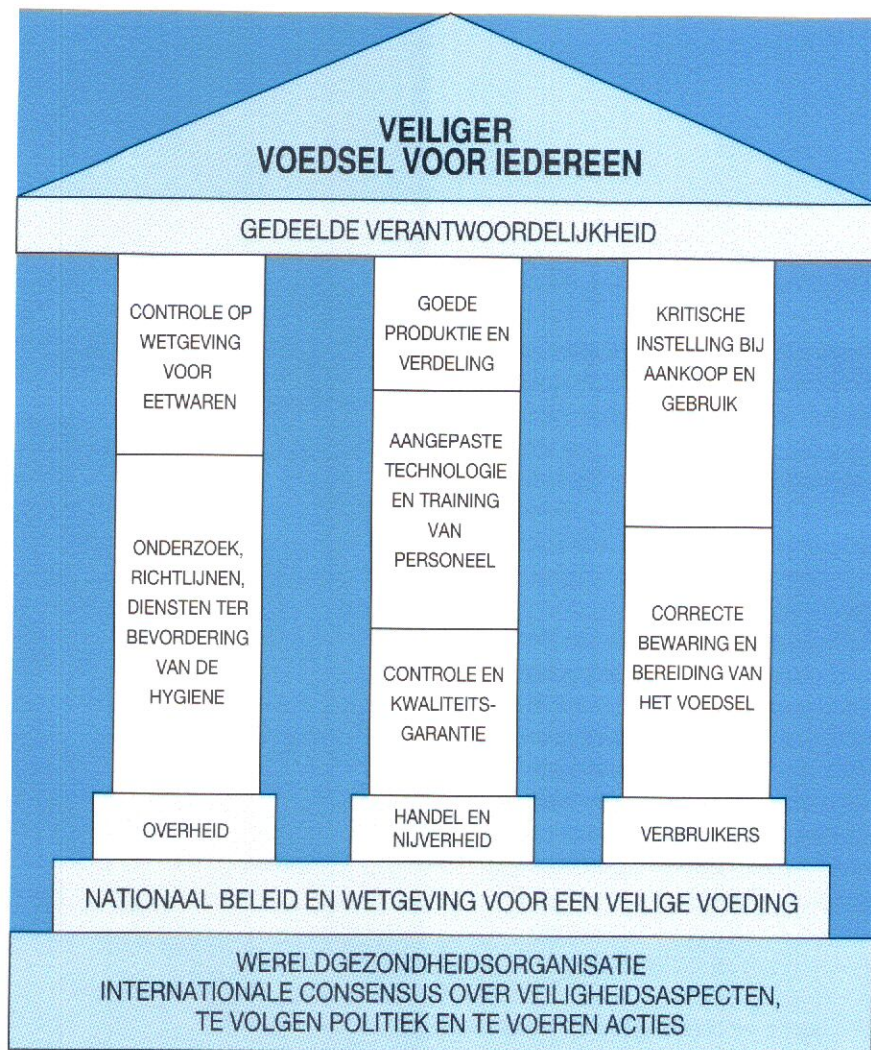 VEILIGER
VOEDSEL VOOR IEDEREEN
GEDEELDE VERANTWOORDELIJKHEID
CONTROLE OP
WETGEVING
VOOR
EETWAREN
ONDERZOEK,
RICHTLIJNEN,
DIENSTEN TER
BEVORDERING
VAN DE
HYGIENE
OVERHEID
GOEDE
PRODUKTIE EN
VERDELING
AANGEPASTE
TECHNOLOGIE
EN TRAINING
VAN
PERSONEEL
CONTROLE EN
KWALITEITS-
GARANTIE
HANDEL EN
NIJVERHEID
KRITISCHE
INSTELLING BIJ
AANKOOP EN
GEBRUIK
CORRECTE
BEWARING EN
BEREIDING VAN
HET VOEDSEL
VERBRUIKERS
NATIONAAL BELEID EN WETGEVING VOOR EEN VEILIGE VOEDING
WERELDGEZONDHEIDSORGANISATIE
INTERNATIONALE CONSENSUS OVER VEILIGHEIDSASPECTEN,
TE VOLGEN POLITIEK EN TE VOEREN ACTIES